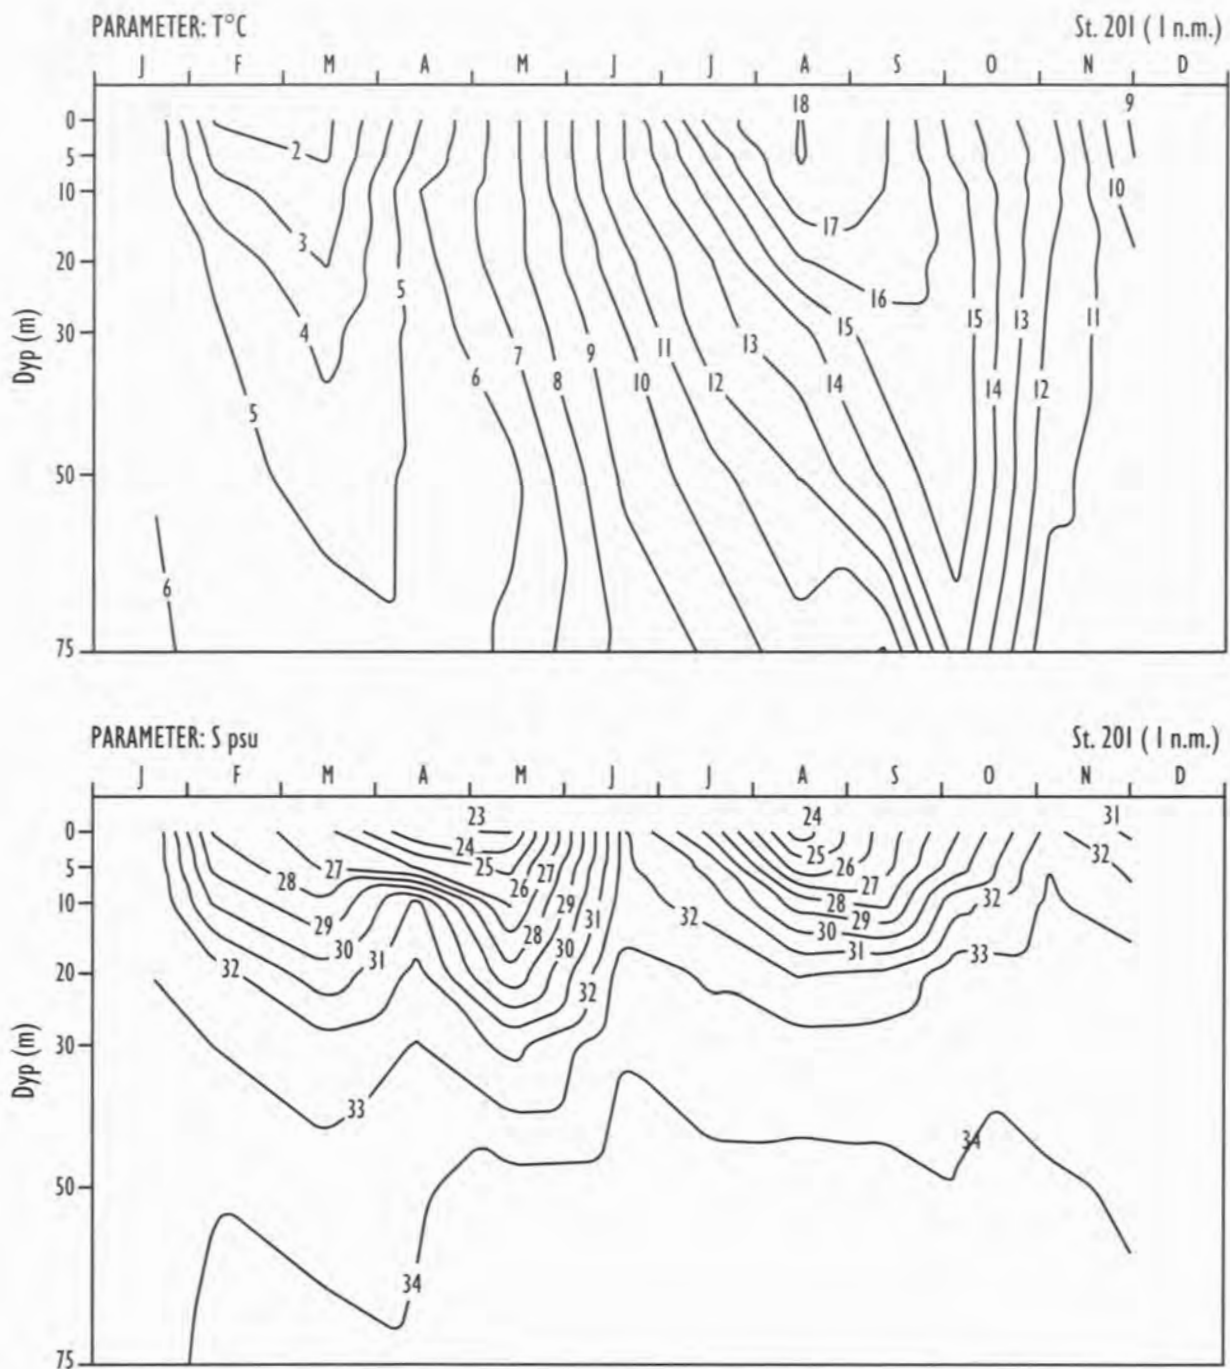 PARAMETER: T°C St. 201 ( 1 n.m.)
J F M A M J J A S O N D
18 9
0
5 2
10 10
17
3
20
5 16
15 15 13 11
30 4 13
7 9 11
Dyp (m)
6 8 10 12 14 14 12
5
50
6
75
PARAMETER: S psu St. 201 ( 1 n.m.)
J F M A M J J A S O N D
23 24 31
0
24 25 32
5 25 26
27 27
28 26 27
10 28 29 32
29 32 29
31 30
30 28 30 31 33
31
20 32
32
30
Dyp (m)
33
34
50
34
75